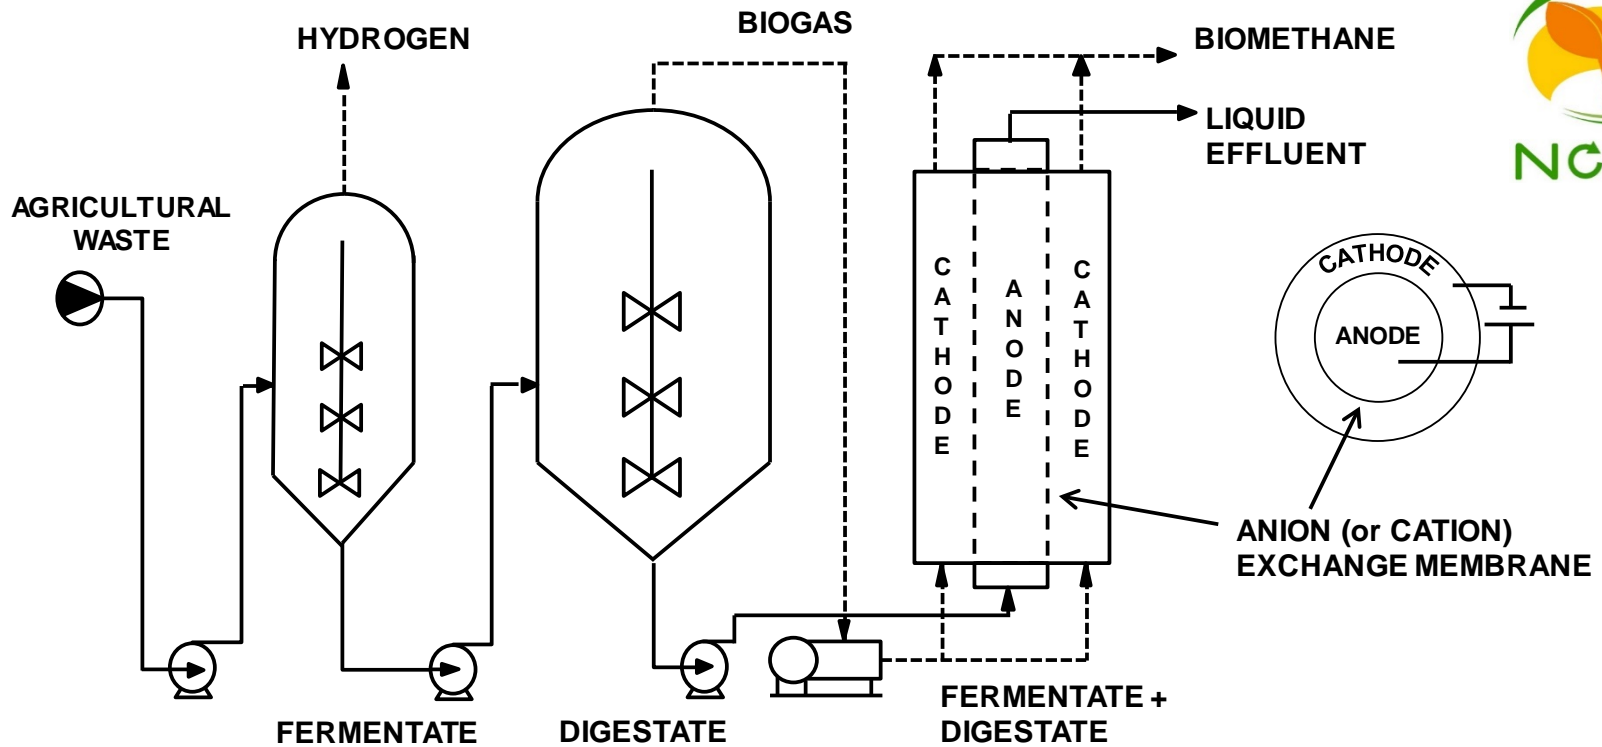 HYDROGEN
BIOGAS
BIOMETHANE
LIQUID
EFFLUENT
AGRICULTURAL
WASTE
CATHODE
ANODE
CATHODE
CATHODE
ANODE
ANION (or CATION)
EXCHANGE MEMBRANE
FERMENTATE
DIGESTATE
FERMENTATE +
DIGESTATE